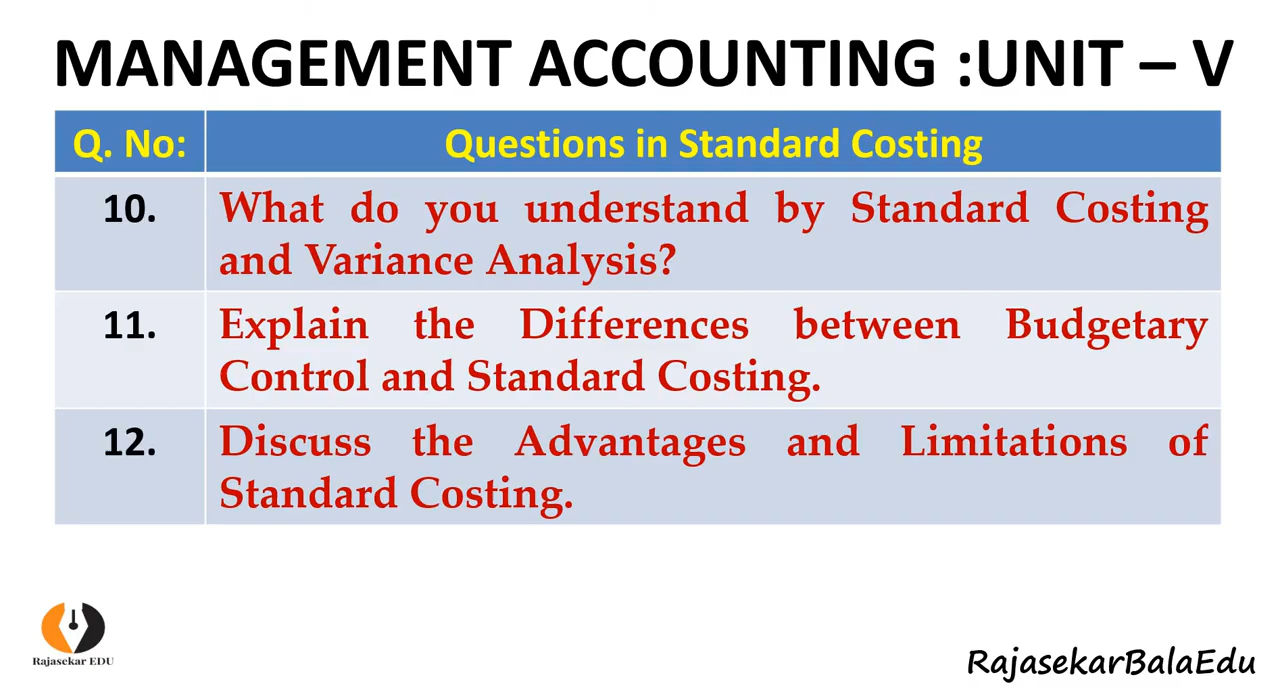 MANAGEMENT ACCOUNTING :UNIT – V
Q. No: Questions in Standard Costing
10. What do you understand by Standard Costing
and Variance Analysis?
11. Explain the Differences between Budgetary
Control and Standard Costing.
12. Discuss the Advantages and Limitations of
Standard Costing.
Rajasekar EDU
RajasekarBalaEdu